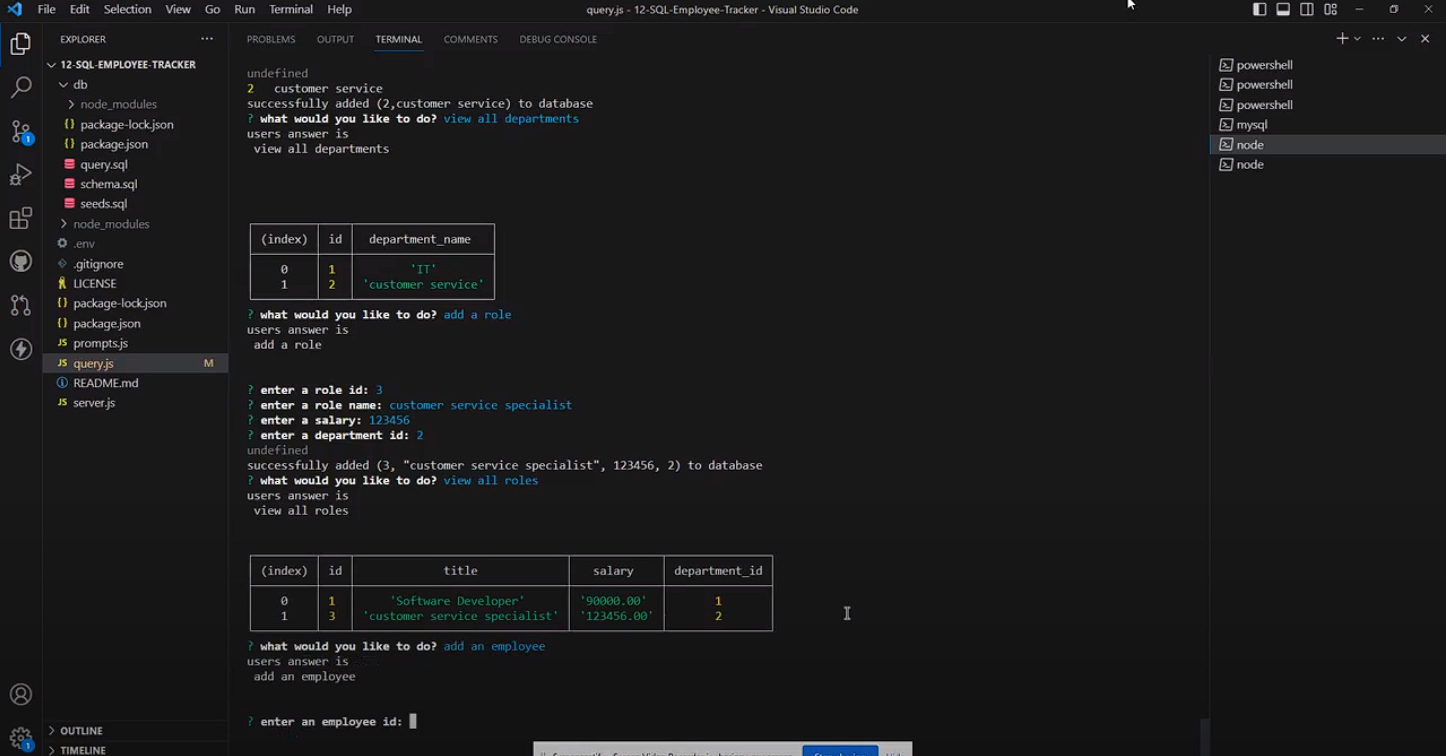 File Edit Selection View Go Run Terminal Help
query.js - 12-SQL-Employee-Tracker - Visual Studio Code
EXPLORER
12-SQL-EMPLOYEE-TRACKER
db
node_modules
package-lock.json
package.json
query.sql
schema.sql
seeds.sql
node_modules
.env
.gitignore
LICENSE
package-lock.json
package.json
prompts.js
query.js M
README.md
server.js
OUTLINE
TIMELINE
1
1
PROBLEMS OUTPUT TERMINAL COMMENTS DEBUG CONSOLE
undefined
2 customer service
successfully added (2,customer service) to database
? what would you like to do? view all departments
users answer is
view all departments
(index) id department_name
0 1 'IT'
1 2 'customer service'
? what would you like to do? add a role
users answer is
add a role
? enter a role id: 3
? enter a role name: customer service specialist
? enter a salary: 123456
? enter a department id: 2
undefined
successfully added (3, "customer service specialist", 123456, 2) to database
? what would you like to do? view all roles
users answer is
view all roles
(index) id title salary department_id
0 1 'Software Developer' '90000.00' 1
1 3 'customer service specialist' '123456.00' 2
? what would you like to do? add an employee
users answer is
add an employee
? enter an employee id:
powershell
powershell
powershell
mysql
node
node